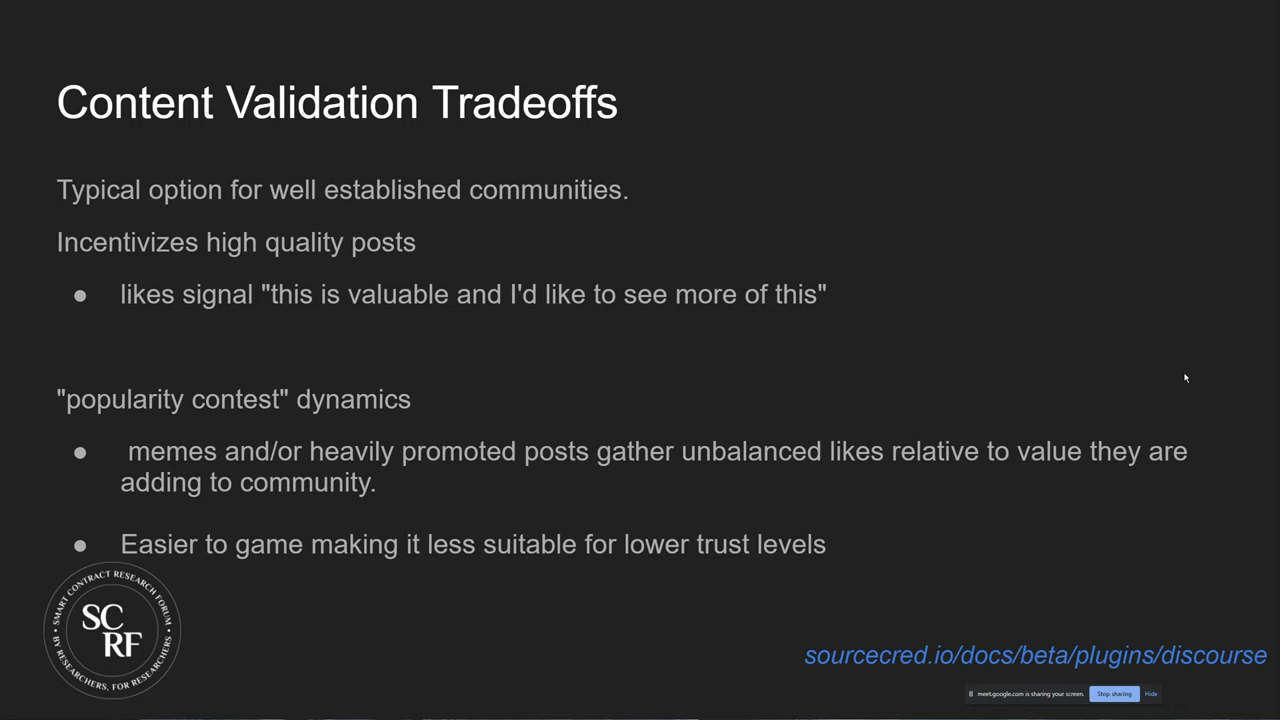 Content Validation Tradeoffs
Typical option for well established communities.
Incentivizes high quality posts
● likes signal "this is valuable and I'd like to see more of this"
"popularity contest" dynamics
● memes and/or heavily promoted posts gather unbalanced likes relative to value they are
adding to community.
● Easier to game making it less suitable for lower trust levels
• SMART CONTRACT RESEARCH FORUM •
SC
RF
BY RESEARCHERS, FOR RESEARCHERS
sourcecred.io/docs/beta/plugins/discourse
meet.google.com is sharing your screen. Stop sharing Hide